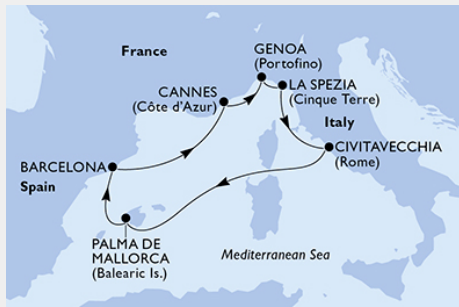 France
GENOA
(Portofino)
CANNES
(Côte d'Azur)
LA SPEZIA
(Cinque Terre)
Italy
CIVITAVECCHIA
(Rome)
BARCELONA
Spain
PALMA DE
MALLORCA
(Balearic Is.)
Mediterranean Sea